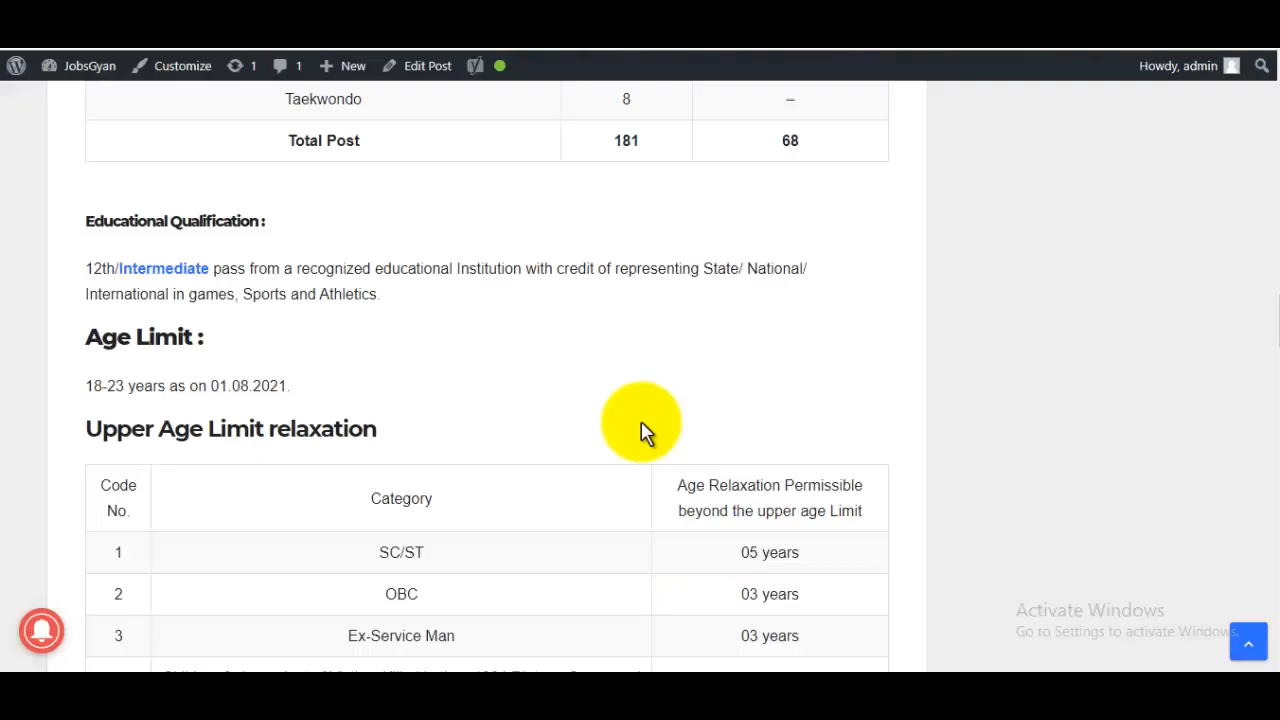 JobsGyan Customize 1 1 New Edit Post Howdy, admin
Taekwondo 8 –
Total Post 181 68
Educational Qualification :
12th/Intermediate pass from a recognized educational Institution with credit of representing State/ National/
International in games, Sports and Athletics.
Age Limit :
18-23 years as on 01.08.2021.
Upper Age Limit relaxation
Code
No.
Category
Age Relaxation Permissible
beyond the upper age Limit
1 SC/ST 05 years
2 OBC 03 years
3 Ex-Service Man 03 years
Activate Windows
Go to Settings to activate Windows.